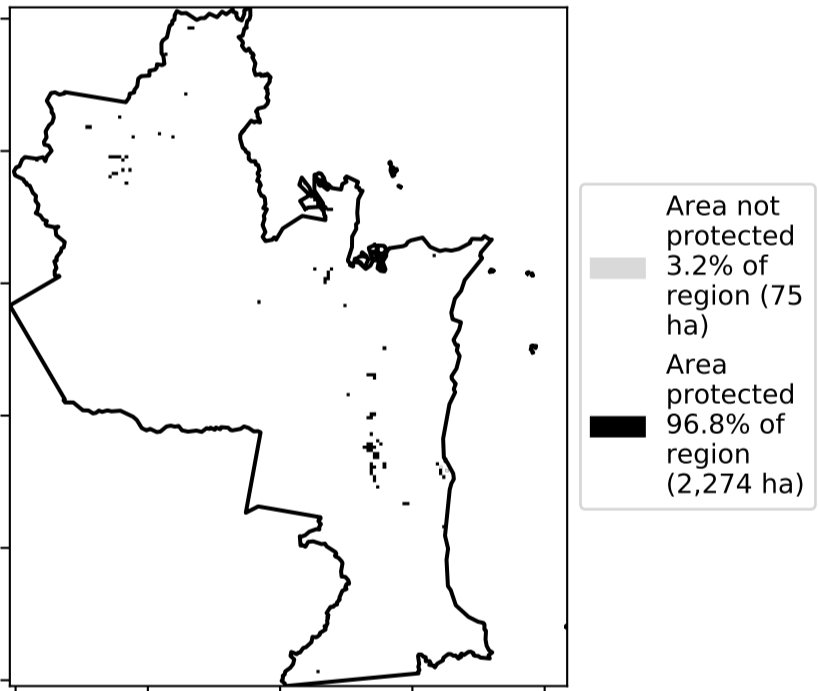 Area not
protected
3.2% of
region (75
ha)
Area
protected
96.8% of
region
(2,274 ha)